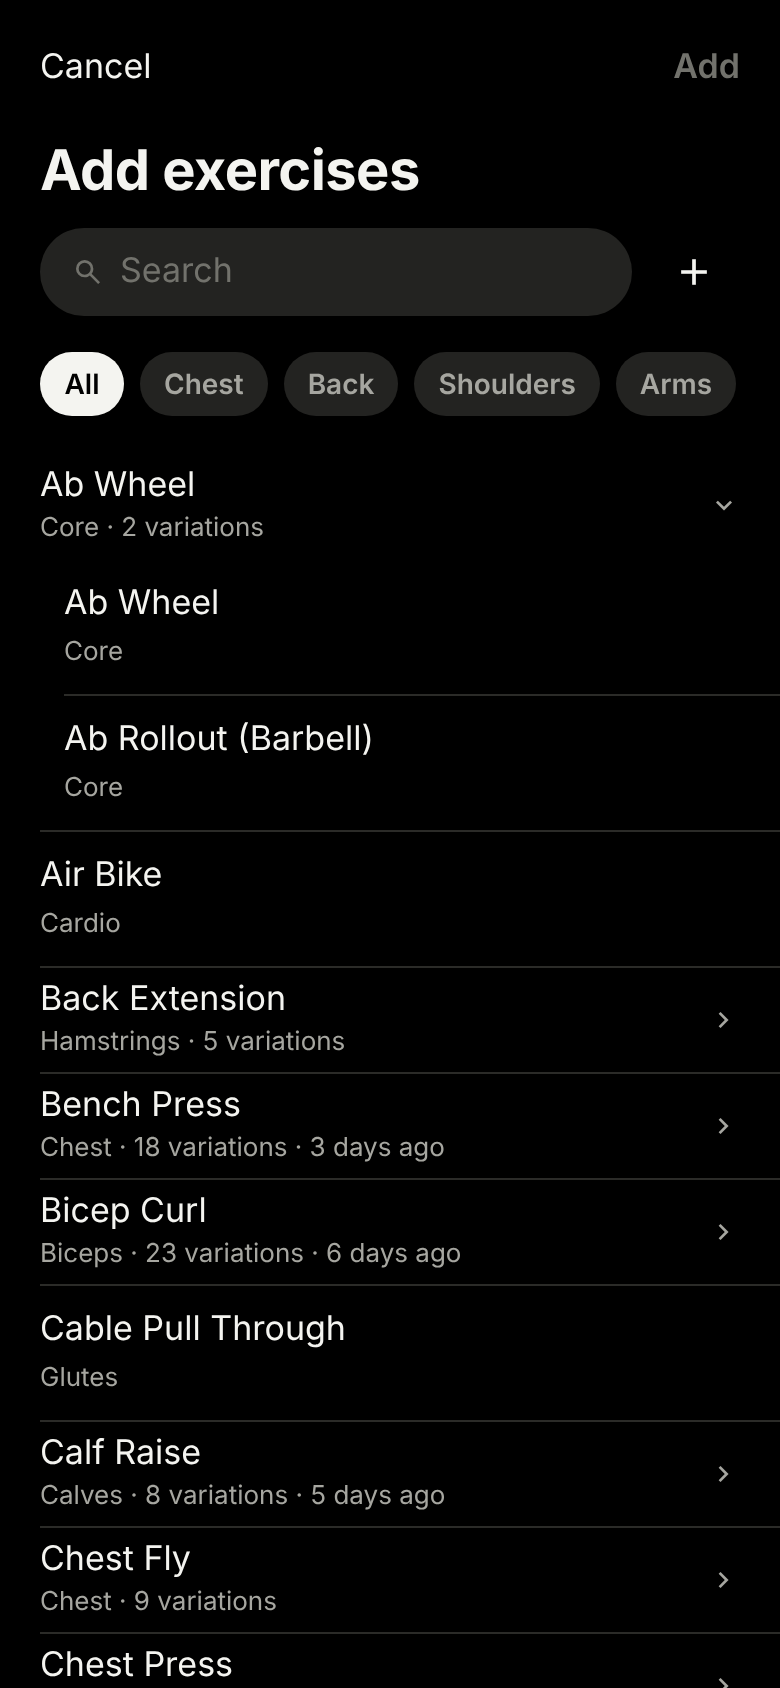 Cancel
Add
Add exercises
Search
All
Chest
Back
Shoulders
Arms
Ab Wheel
Core · 2 variations
Ab Wheel
Core
Ab Rollout (Barbell)
Core
Air Bike
Cardio
Back Extension
Hamstrings · 5 variations
Bench Press
Chest · 18 variations · 3 days ago
Bicep Curl
Biceps · 23 variations · 6 days ago
Cable Pull Through
Glutes
Calf Raise
Calves · 8 variations · 5 days ago
Chest Fly
Chest · 9 variations
Chest Press